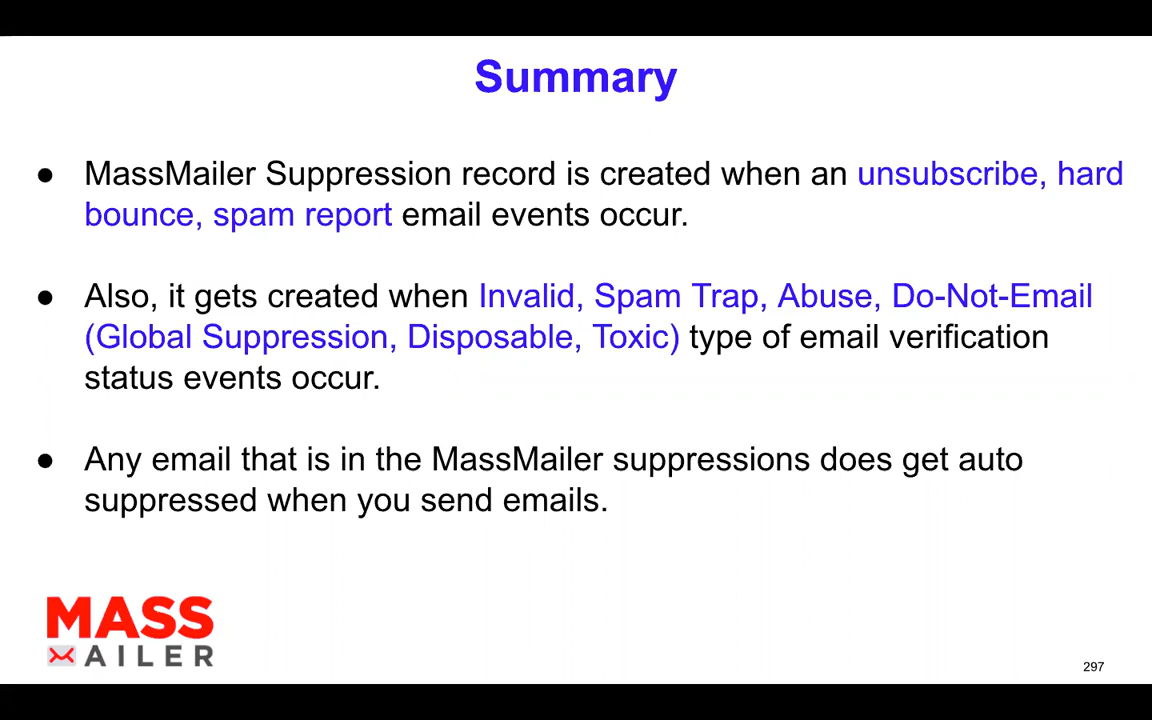 Summary
● MassMailer Suppression record is created when an unsubscribe, hard
bounce, spam report email events occur.
● Also, it gets created when Invalid, Spam Trap, Abuse, Do-Not-Email
(Global Suppression, Disposable, Toxic) type of email verification
status events occur.
● Any email that is in the MassMailer suppressions does get auto
suppressed when you send emails.
MASS
AILER
297